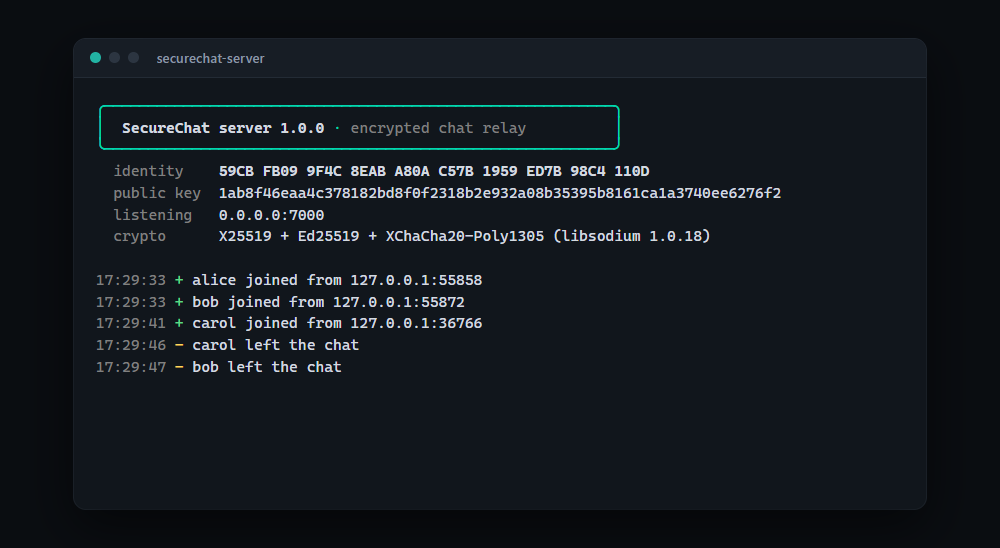 securechat-server
SecureChat server 1.0.0 · encrypted chat relay
identity 59CB FB09 9F4C 8EAB A80A C57B 1959 ED7B 98C4 110D
public key 1ab8f46eaa4c378182bd8f0f2318b2e932a08b35395b8161ca1a3740ee6276f2
listening 0.0.0.0:7000
crypto X25519 + Ed25519 + XChaCha20-Poly1305 (libsodium 1.0.18)
17:29:33 + alice joined from 127.0.0.1:55858
17:29:33 + bob joined from 127.0.0.1:55872
17:29:41 + carol joined from 127.0.0.1:36766
17:29:46 − carol left the chat
17:29:47 − bob left the chat